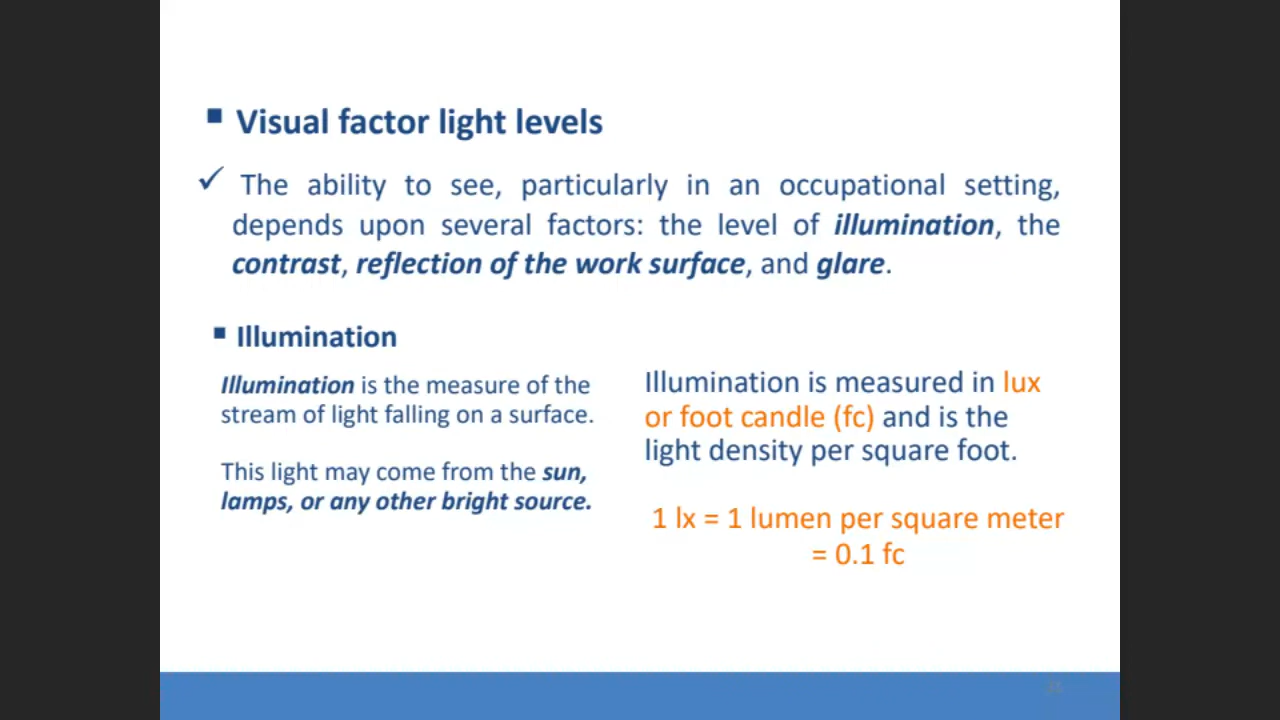 Visual factor light levels
The ability to see, particularly in an occupational setting,
depends upon several factors: the level of illumination, the
contrast, reflection of the work surface, and glare.
Illumination
Illumination is the measure of the
stream of light falling on a surface.
This light may come from the sun,
lamps, or any other bright source.
Illumination is measured in lux
or foot candle (fc) and is the
light density per square foot.
1 lx = 1 lumen per square meter
= 0.1 fc